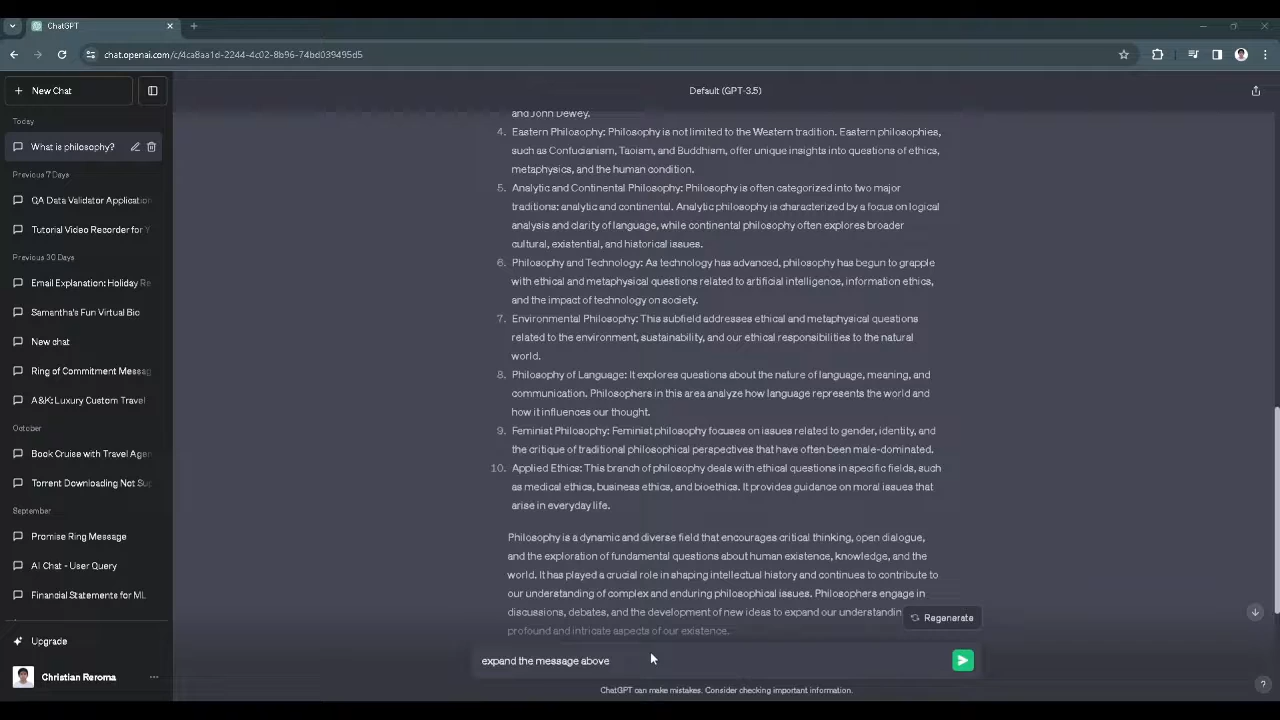 ChatGPT
chat.openai.com/c/4ca8aa1d-2244-4c02-8b96-74bd039495d5
New Chat
Today
What is philosophy?
Previous 7 Days
QA Data Validator Application
Tutorial Video Recorder for Y
Previous 30 Days
Email Explanation: Holiday Re
Samantha's Fun Virtual Bio
New chat
Ring of Commitment Messag
A&K: Luxury Custom Travel
October
Book Cruise with Travel Agen
Torrent Downloading Not Sup
September
Promise Ring Message
AI Chat - User Query
Financial Statements for ML
Upgrade
Christian Reroma
Default (GPT-3.5)
and John Dewey.
4. Eastern Philosophy: Philosophy is not limited to the Western tradition. Eastern philosophies,
such as Confucianism, Taoism, and Buddhism, offer unique insights into questions of ethics,
metaphysics, and the human condition.
5. Analytic and Continental Philosophy: Philosophy is often categorized into two major
traditions: analytic and continental. Analytic philosophy is characterized by a focus on logical
analysis and clarity of language, while continental philosophy often explores broader
cultural, existential, and historical issues.
6. Philosophy and Technology: As technology has advanced, philosophy has begun to grapple
with ethical and metaphysical questions related to artificial intelligence, information ethics,
and the impact of technology on society.
7. Environmental Philosophy: This subfield addresses ethical and metaphysical questions
related to the environment, sustainability, and our ethical responsibilities to the natural
world.
8. Philosophy of Language: It explores questions about the nature of language, meaning, and
communication. Philosophers in this area analyze how language represents the world and
how it influences our thought.
9. Feminist Philosophy: Feminist philosophy focuses on issues related to gender, identity, and
the critique of traditional philosophical perspectives that have often been male-dominated.
10. Applied Ethics: This branch of philosophy deals with ethical questions in specific fields, such
as medical ethics, business ethics, and bioethics. It provides guidance on moral issues that
arise in everyday life.
Philosophy is a dynamic and diverse field that encourages critical thinking, open dialogue,
and the exploration of fundamental questions about human existence, knowledge, and the
world. It has played a crucial role in shaping intellectual history and continues to contribute to
our understanding of complex and enduring philosophical issues. Philosophers engage in
discussions, debates, and the development of new ideas to expand our understandin
profound and intricate aspects of our existence.
Regenerate
expand the message above
ChatGPT can make mistakes. Consider checking important information.
?